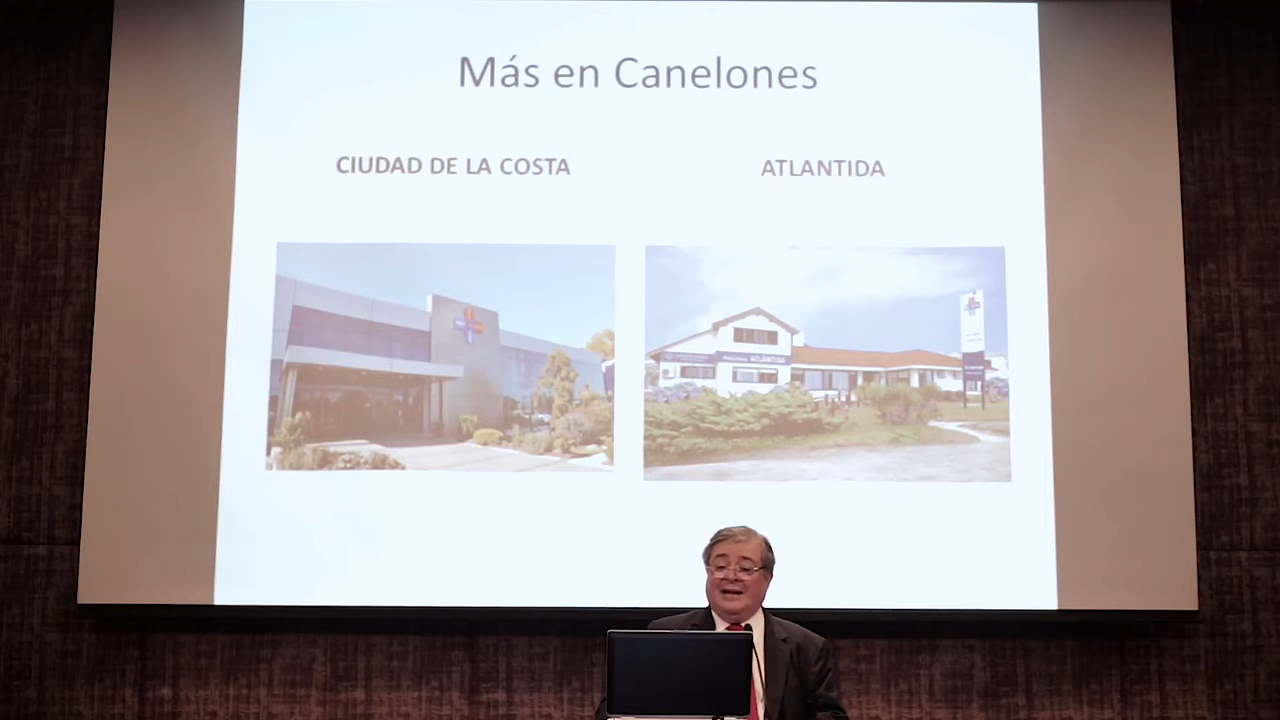 Más en Canelones
CIUDAD DE LA COSTA
ATLANTIDA
ATLANTIDA